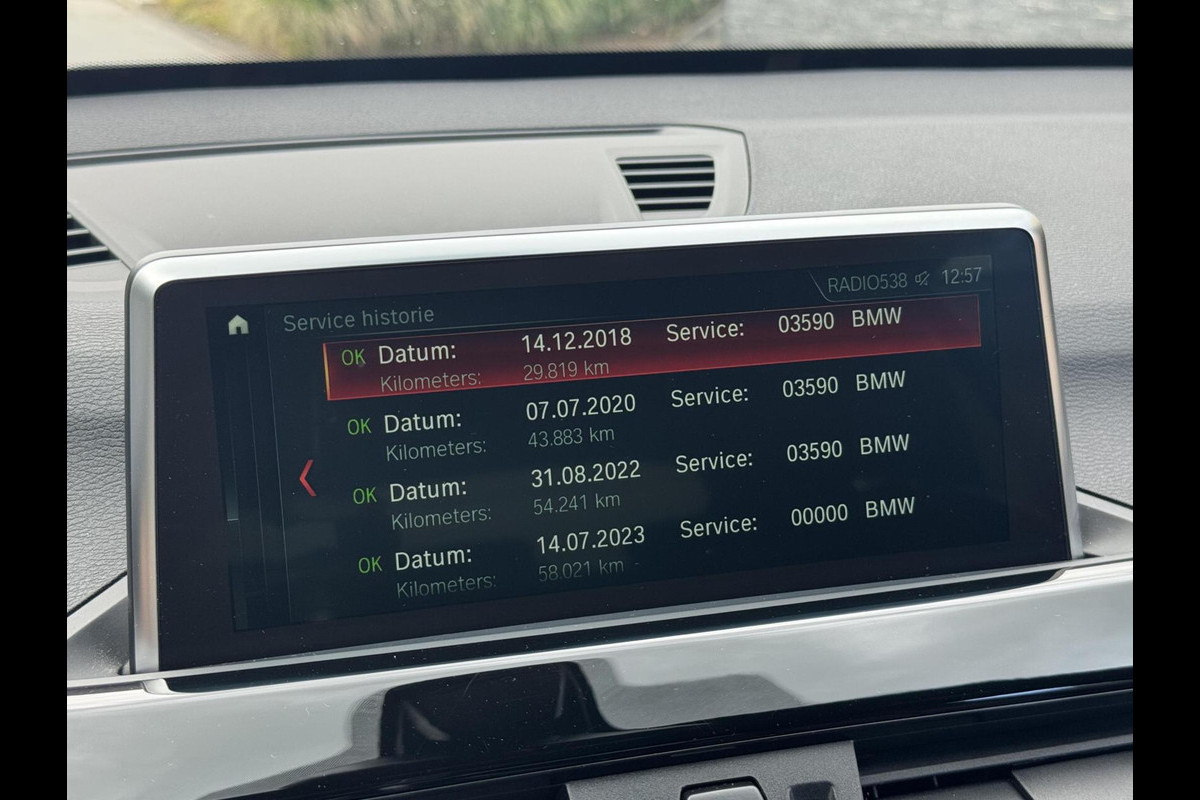 RADIO538 12:57
Service historie
OK Datum: 14.12.2018 Service: 03590 BMW
Kilometers: 29.819 km
OK Datum: 07.07.2020 Service: 03590 BMW
Kilometers: 43.883 km
OK Datum: 31.08.2022 Service: 03590 BMW
Kilometers: 54.241 km
OK Datum: 14.07.2023 Service: 00000 BMW
Kilometers: 58.021 km